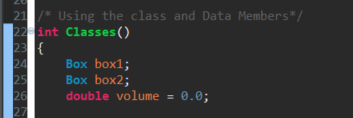 21 /* Using the class and Data Members*/
22 int Classes()
23 {
24 Box box1;
25 Box box2;
26 double volume = 0.0;
27